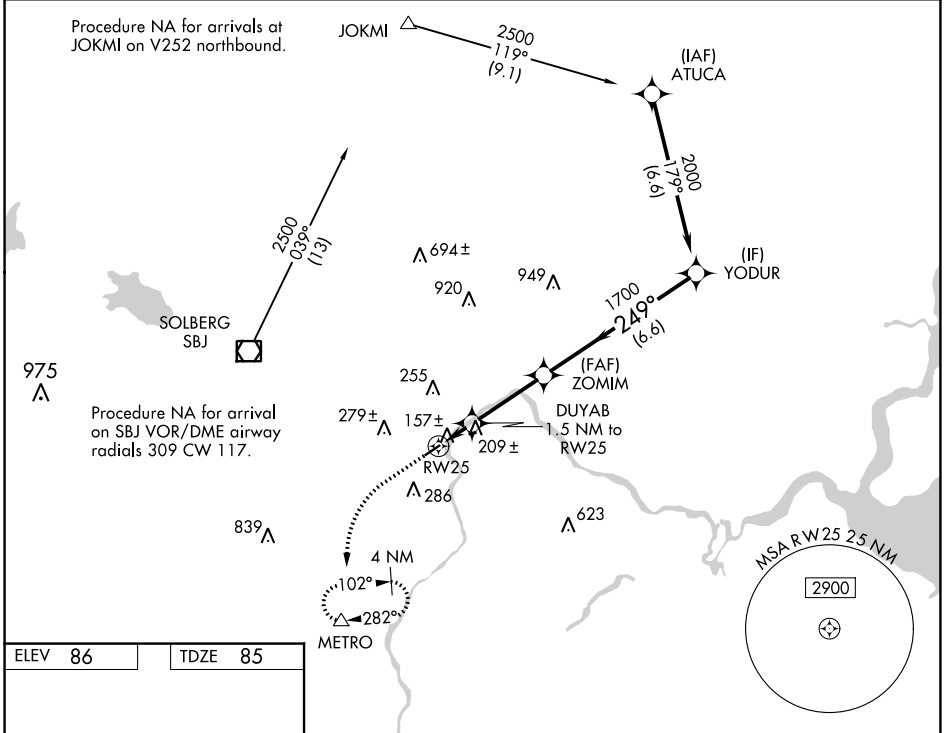 Procedure NA for arrivals at
JOKMI on V252 northbound.
JOKMI
2500
119°
(9.1)
(IAF)
ATUCA
2000
179°
(6.6)
2500
039°
(13)
694±
920
949
(IF)
YODUR
1700
249°
(6.6)
SOLBERG
SBJ
975
(FAF)
ZOMIM
255
Procedure NA for arrival
on SBJ VOR/DME airway
radials 309 CW 117.
279±
157±
DUYAB
1.5 NM to
RW25
209±
RW25
286
839
623
4 NM
102°
282°
METRO
MSA RW25 25 NM
2900
ELEV 86
TDZE 85